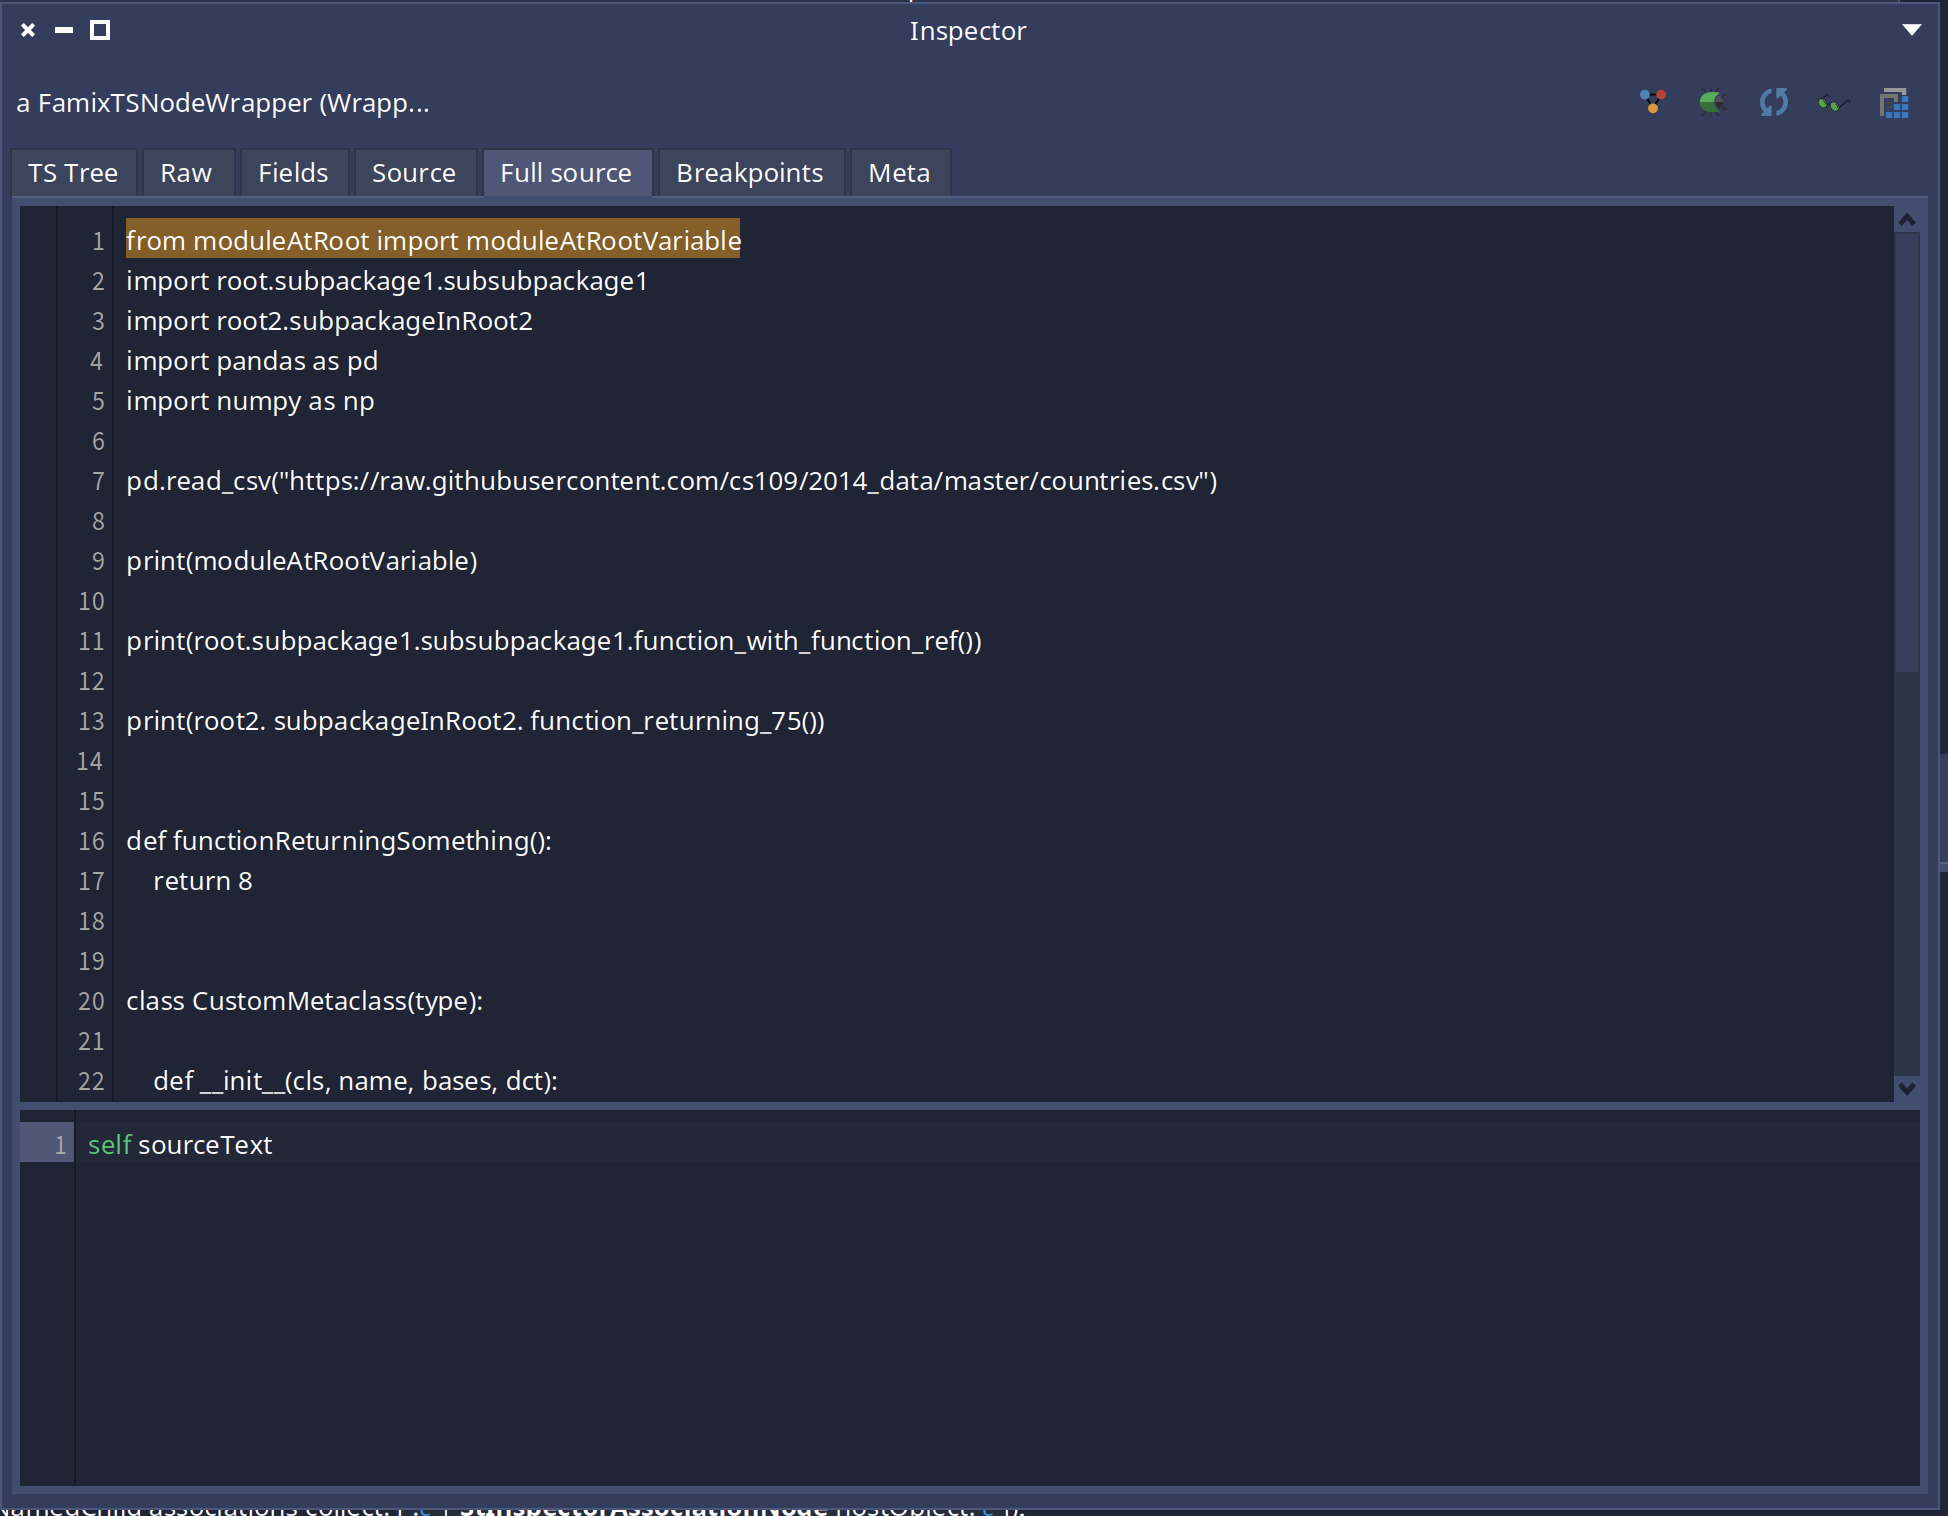 Inspector
a FamixTSNodeWrapper (Wrapp...
TS Tree Raw Fields Source Full source Breakpoints Meta
1 from moduleAtRoot import moduleAtRootVariable
2 import root.subpackage1.subsubpackage1
3 import root2.subpackageInRoot2
4 import pandas as pd
5 import numpy as np
6
7 pd.read_csv("https://raw.githubusercontent.com/cs109/2014_data/master/countries.csv")
8
9 print(moduleAtRootVariable)
10
11 print(root.subpackage1.subsubpackage1.function_with_function_ref())
12
13 print(root2. subpackageInRoot2. function_returning_75())
14
15
16 def functionReturningSomething():
17 return 8
18
19
20 class CustomMetaclass(type):
21
22 def __init__(cls, name, bases, dct):
1 self sourceText
associations collect: StInspectorAssociationNode hostObject: